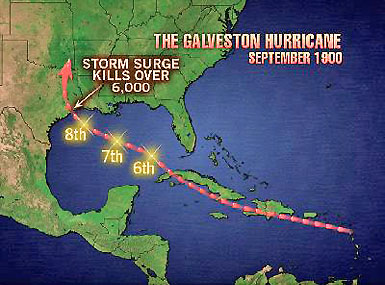 THE GALVESTON HURRICANE
SEPTEMBER 1900
STORM SURGE
KILLS OVER
6,000
8th
7th
6th